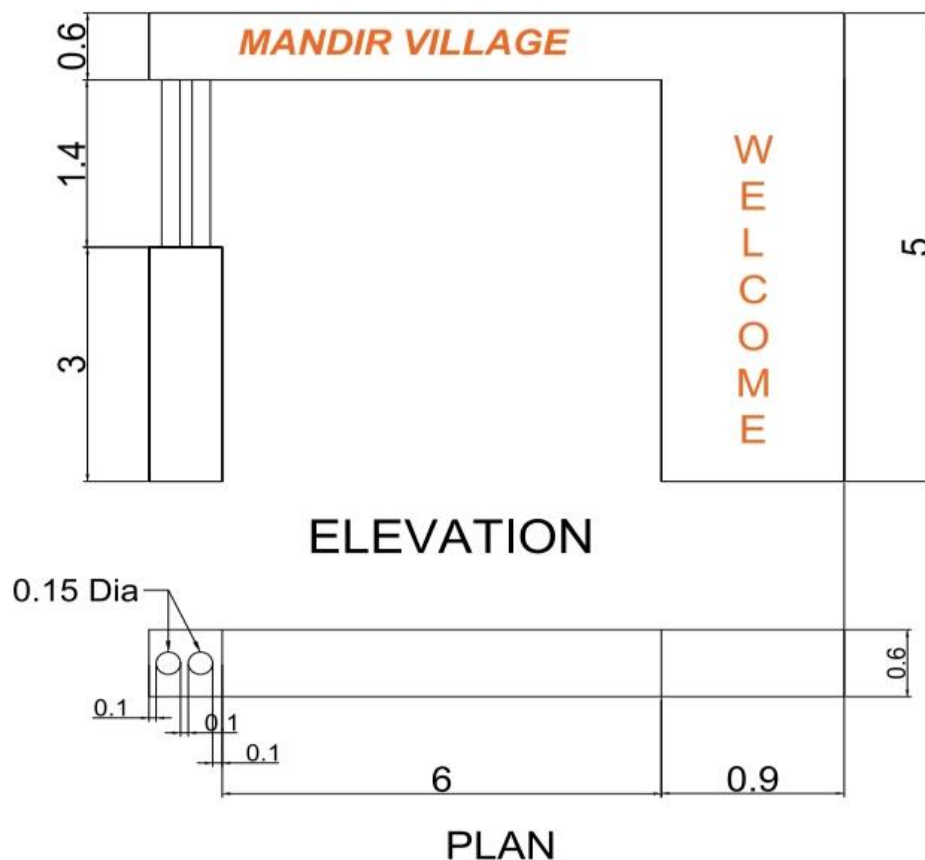 0.6
MANDIR VILLAGE
1.4
3
W
E
L
C
O
M
E
5
ELEVATION
0.15 Dia
0.6
0.1
0.1
0.1
6
0.9
PLAN